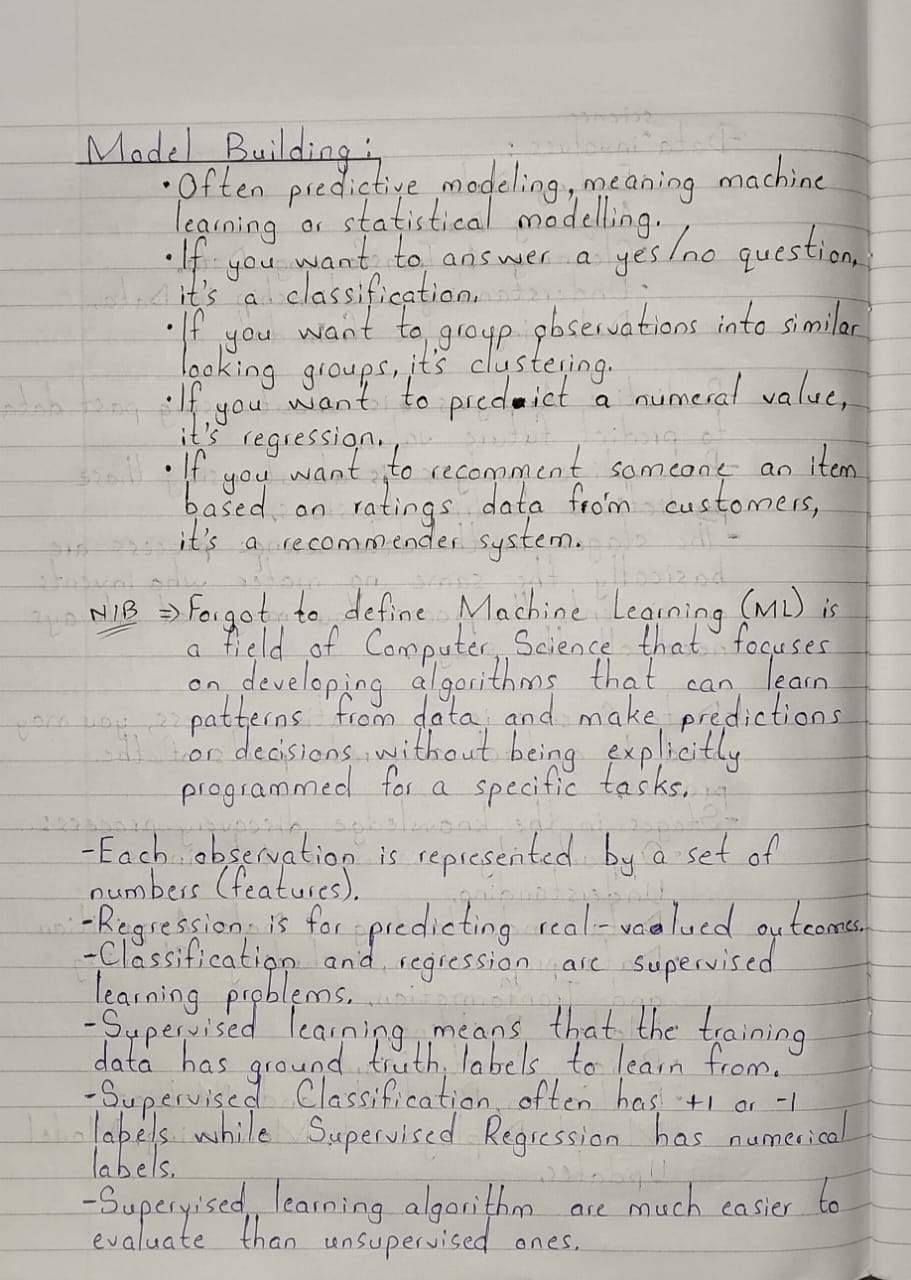 Model Building:
• Often predictive modeling, meaning machine
learning or statistical modelling.
• If you want to answer a yes/no question,
it's a classification.
• If you want to group observations into similar
looking groups, it's clustering.
• If you want to predict a numeral value,
it's regression.
• If you want to recomment someone an item
based on ratings data from customers,
it's a recommender system.
N/B ⇒ Forgot to define Machine Learning (ML) is
a field of Computer Science that focuses
on developing algorithms that can learn
patterns from data and make predictions
or decisions without being explicitly
programmed for a specific tasks.
- Each observation is represented by a set of
numbers (features).
- Regression is for predicting real-valued outcomes.
- Classification and regression are supervised
learning problems.
- Supervised learning means that the training
data has ground truth labels to learn from.
- Supervised Classification often has +1 or -1
labels while Supervised Regression has numerical
labels.
- Supervised learning algorithm are much easier to
evaluate than unsupervised ones.